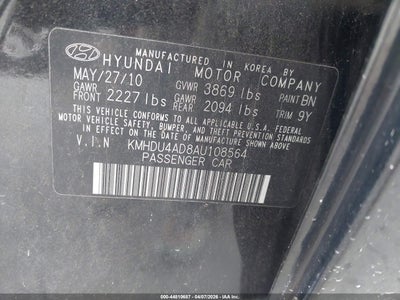 MANUFACTURED IN KOREA BY
HYUNDAI MOTOR COMPANY
MAY/27/10 GVWR 3869 lbs PAINT BN
GAWR FRONT 2227 lbs GAWR REAR 2094 lbs TRIM 9Y
THIS VEHICLE CONFORMS TO ALL APPLICABLE U.S.A. FEDERAL
MOTOR VEHICLE SAFETY, BUMPER, AND THEFT PREVENTION
STANDARDS IN EFFECT ON THE DATE OF MANUFACTURE SHOWN ABOVE.
V.I.N KMHDU4AD8AU108564
PASSENGER CAR
000-44810687 - 04/07/2026 - IAAI.COM